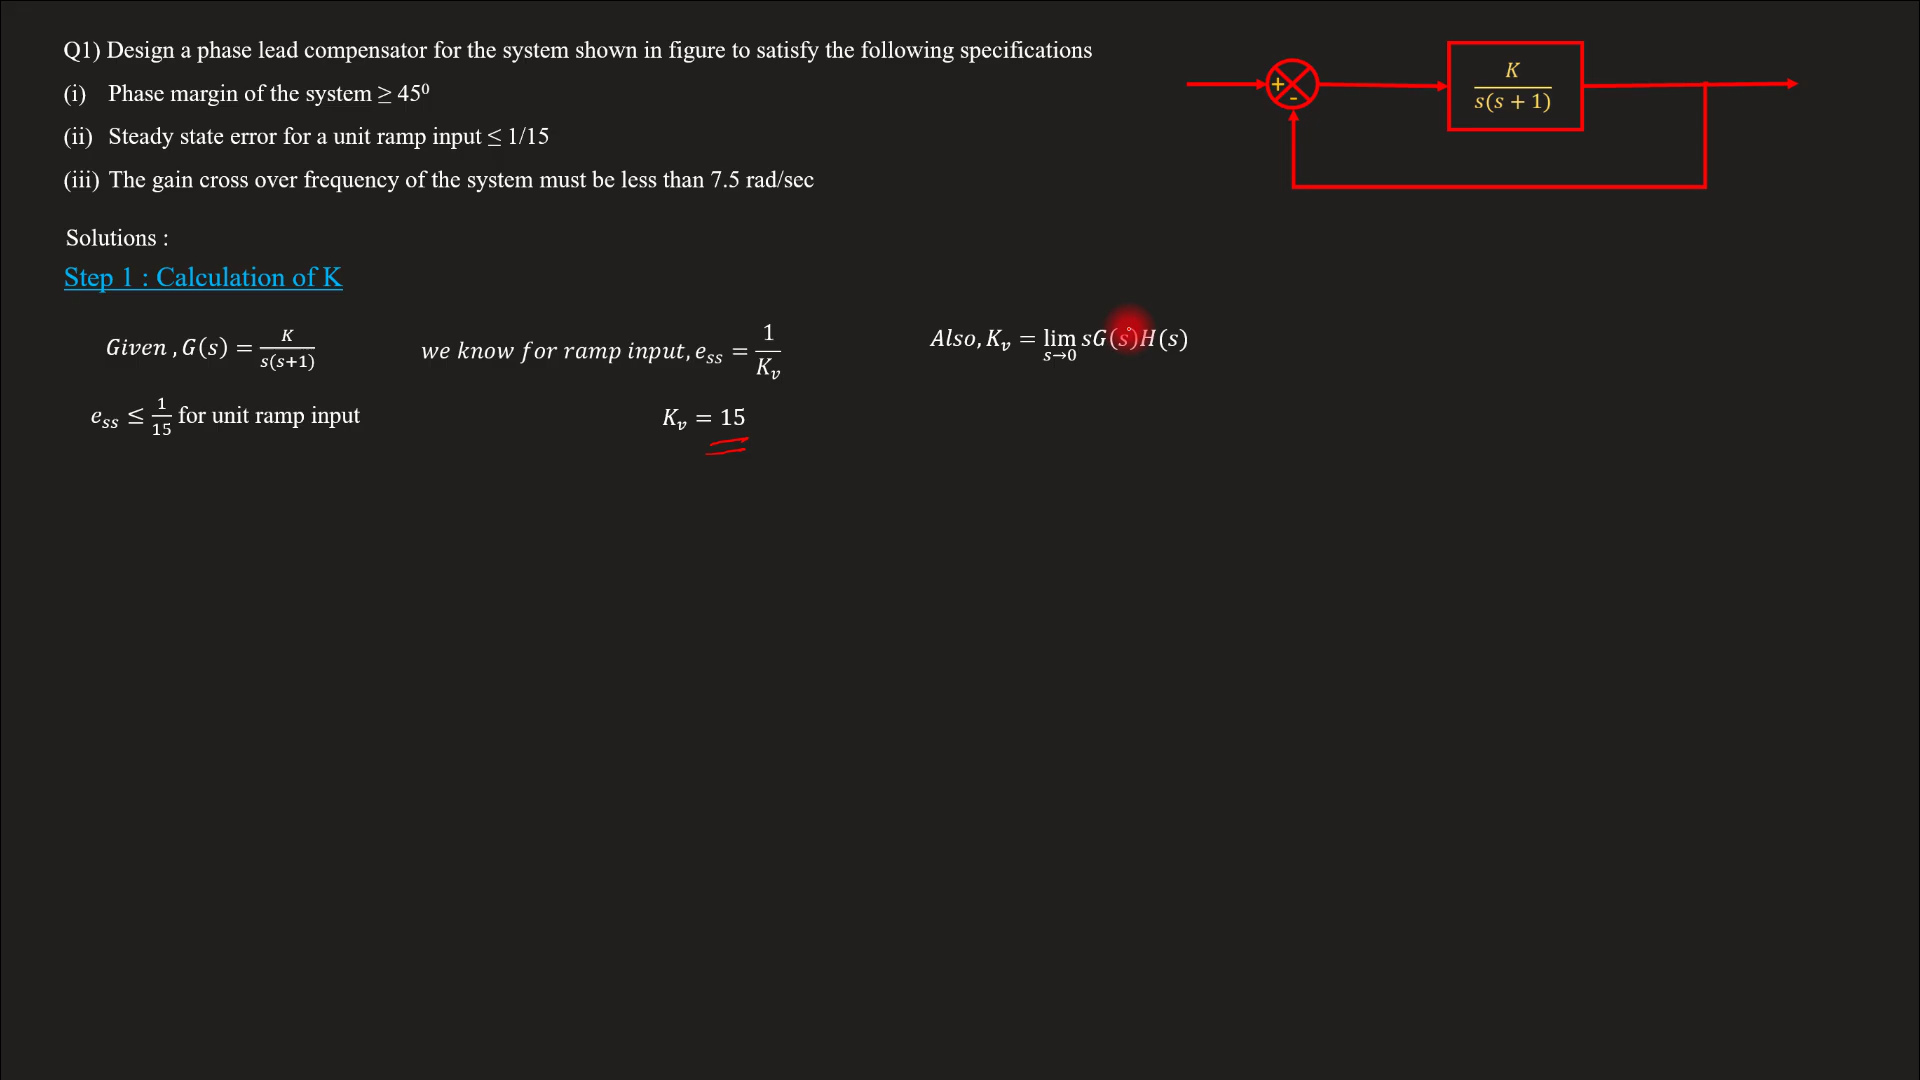 Q1) Design a phase lead compensator for the system shown in figure to satisfy the following specifications
(i) Phase margin of the system ≥ 45⁰
(ii) Steady state error for a unit ramp input ≤ 1/15
(iii) The gain cross over frequency of the system must be less than 7.5 rad/sec
+
-
K
s(s + 1)
Solutions :
Step 1 : Calculation of K
Given , G(s) = K/s(s+1)
we know for ramp input, e_ss = 1/K_v
Also, K_v = lim s→0 sG(s)H(s)
e_ss ≤ 1/15 for unit ramp input
K_v = 15